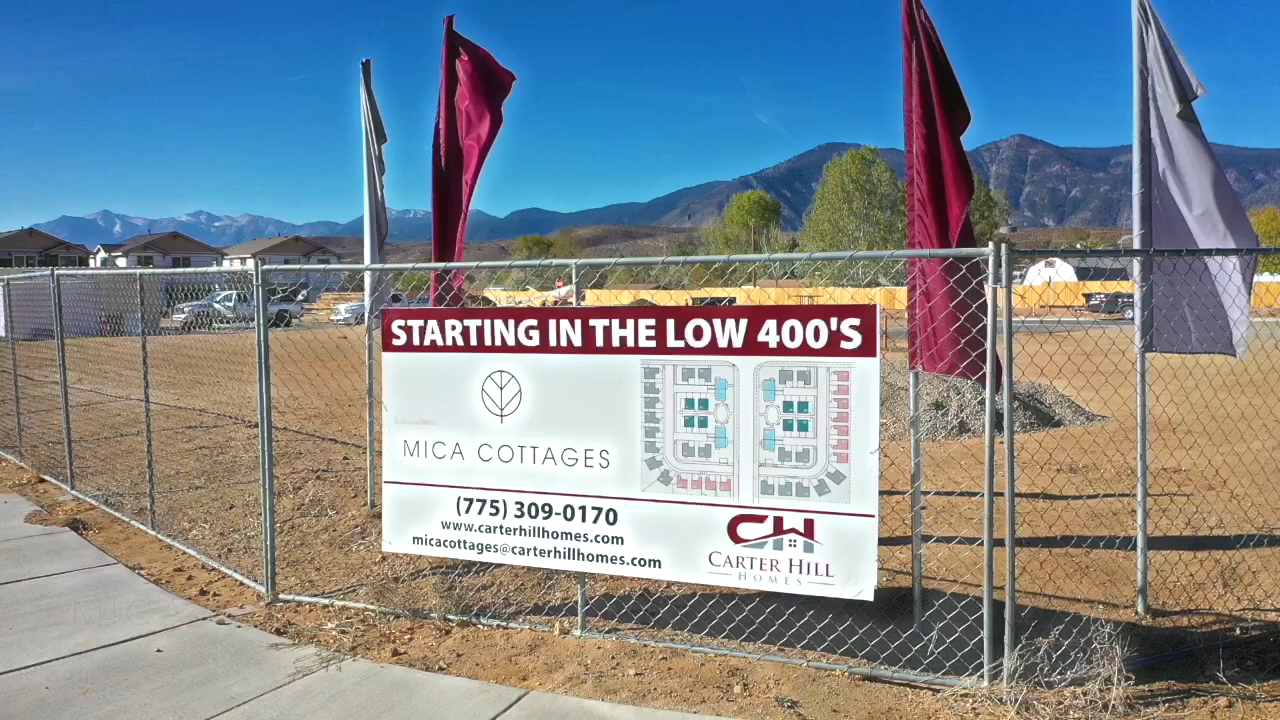 STARTING IN THE LOW 400'S
MICA COTTAGES
(775) 309-0170
www.carterhillhomes.com
micacottages@carterhillhomes.com
CH
CARTER HILL
HOMES